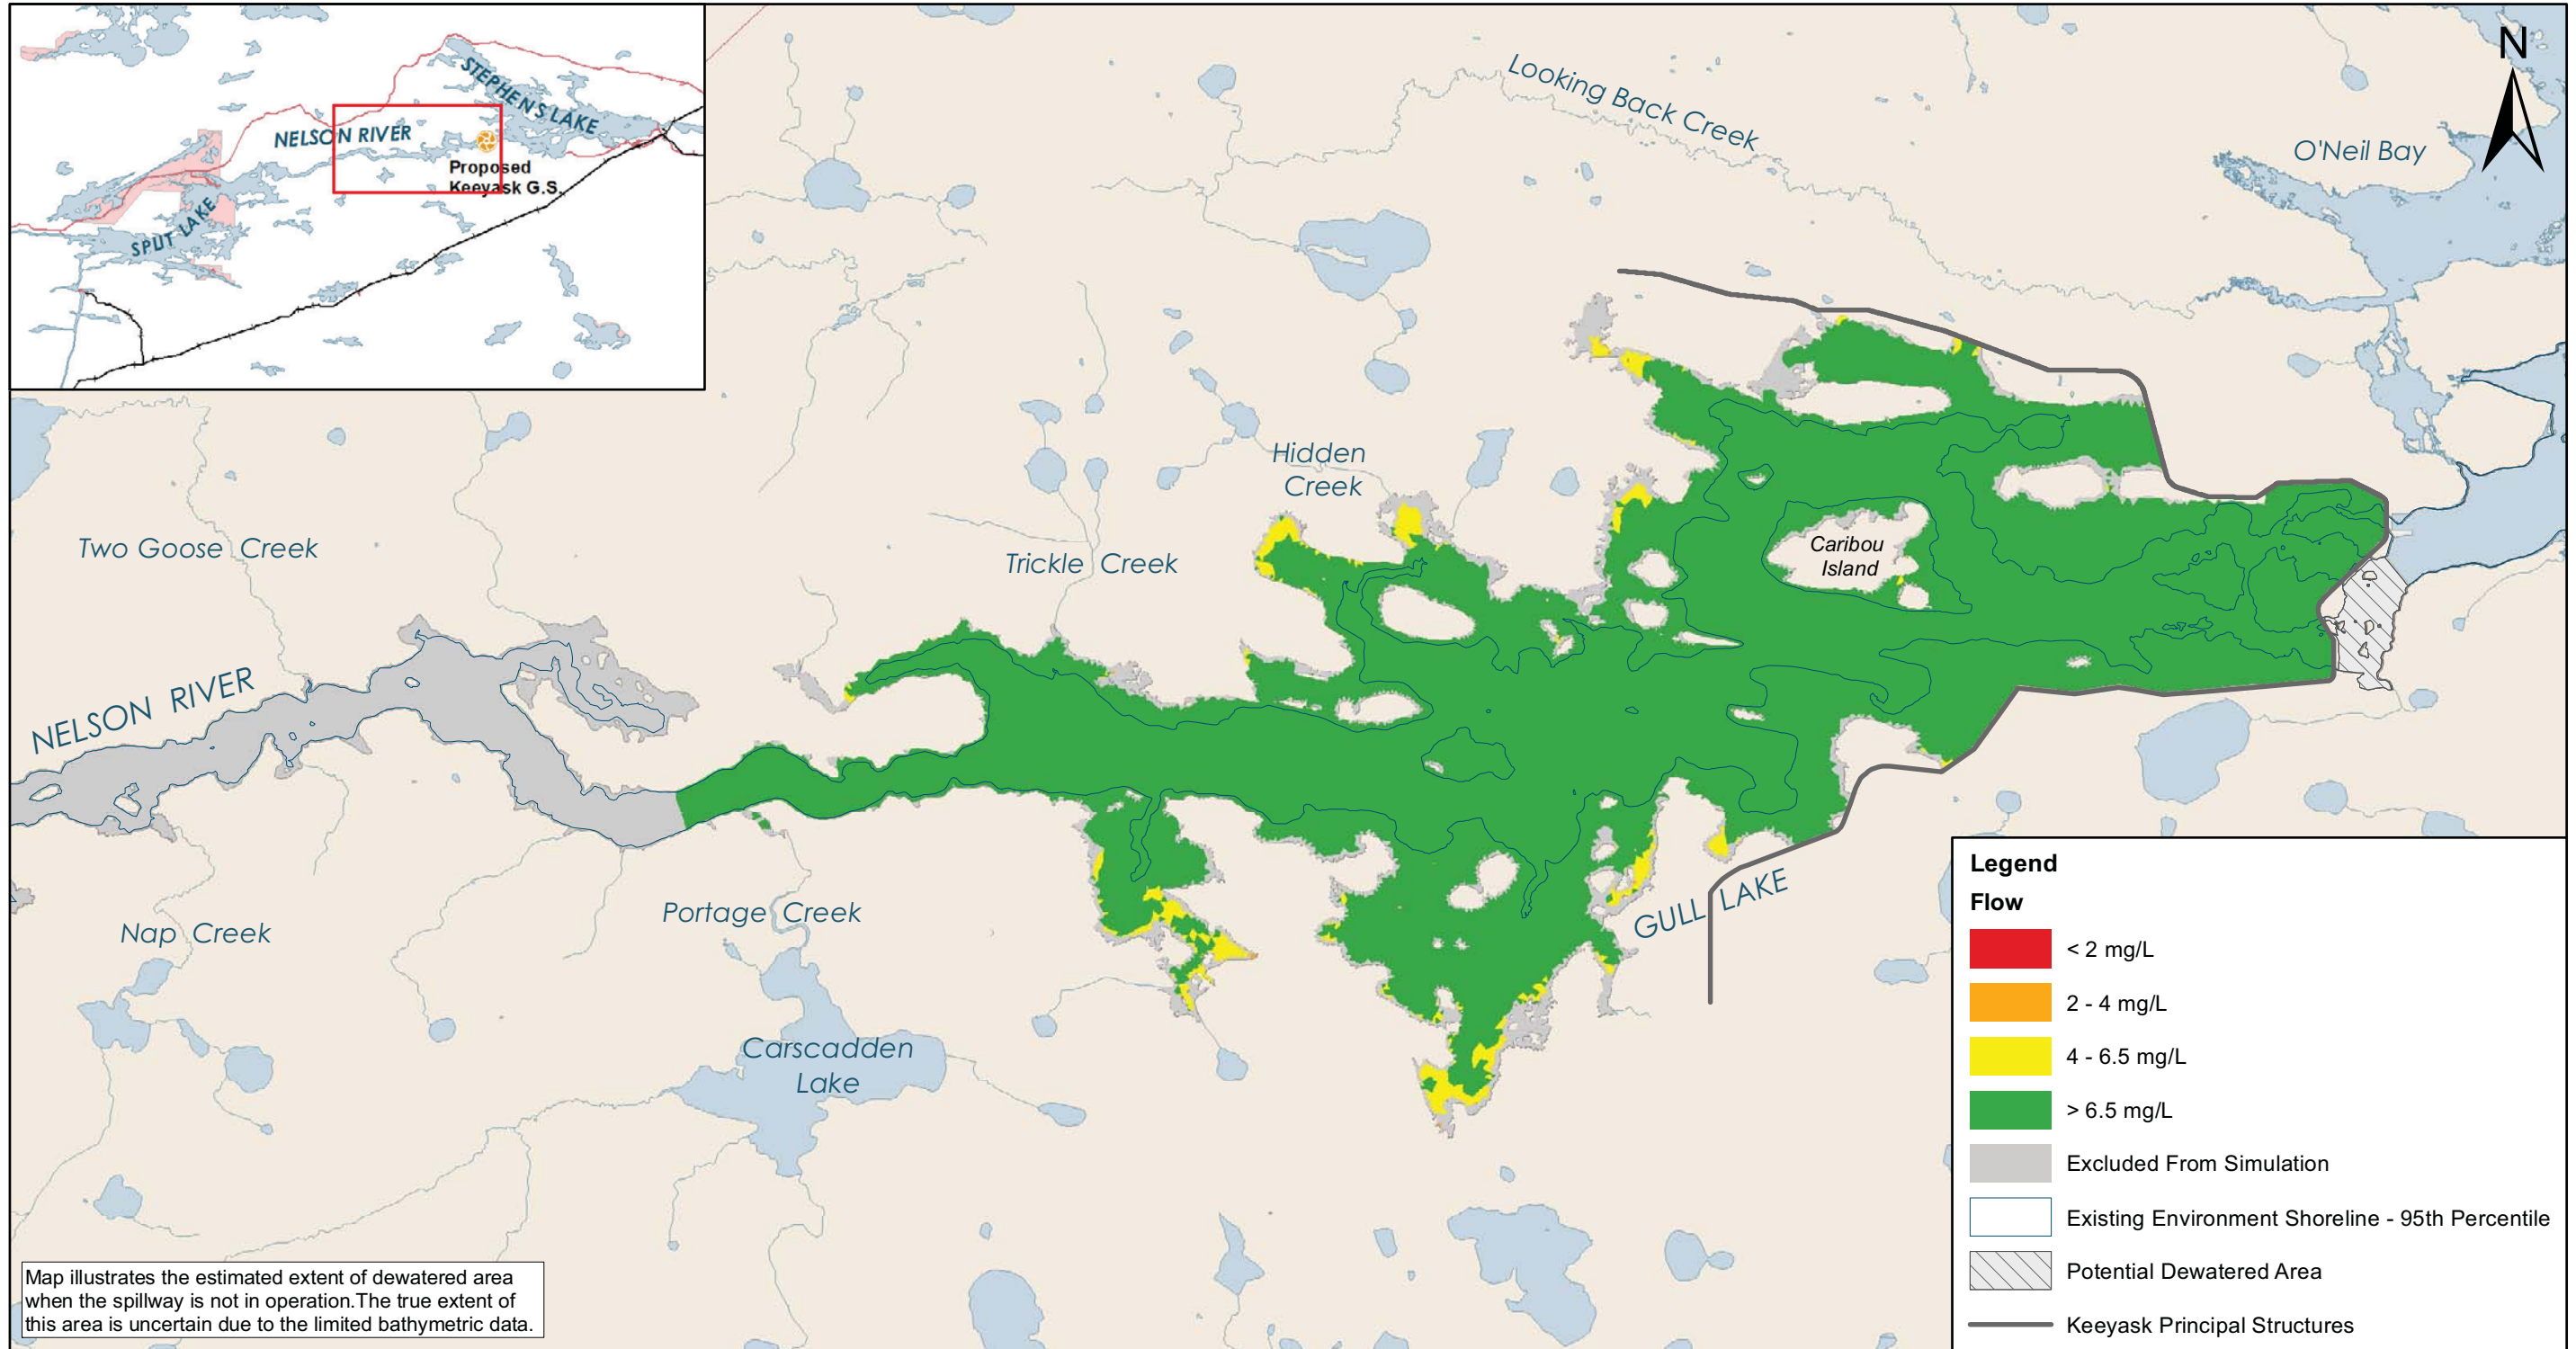 STEPHENS LAKE
NELSON RIVER
Proposed
Keeyask G.S.
SPLIT LAKE
Looking Back Creek
N
O'Neil Bay
Hidden
Creek
Two Goose Creek
Trickle Creek
Caribou
Island
NELSON RIVER
Portage Creek
Nap Creek
GULL LAKE
Carscadden
Lake
Legend
Flow
< 2 mg/L
2 - 4 mg/L
4 - 6.5 mg/L
> 6.5 mg/L
Excluded From Simulation
Existing Environment Shoreline - 95th Percentile
Potential Dewatered Area
Keeyask Principal Structures
Map illustrates the estimated extent of dewatered area
when the spillway is not in operation.The true extent of
this area is uncertain due to the limited bathymetric data.